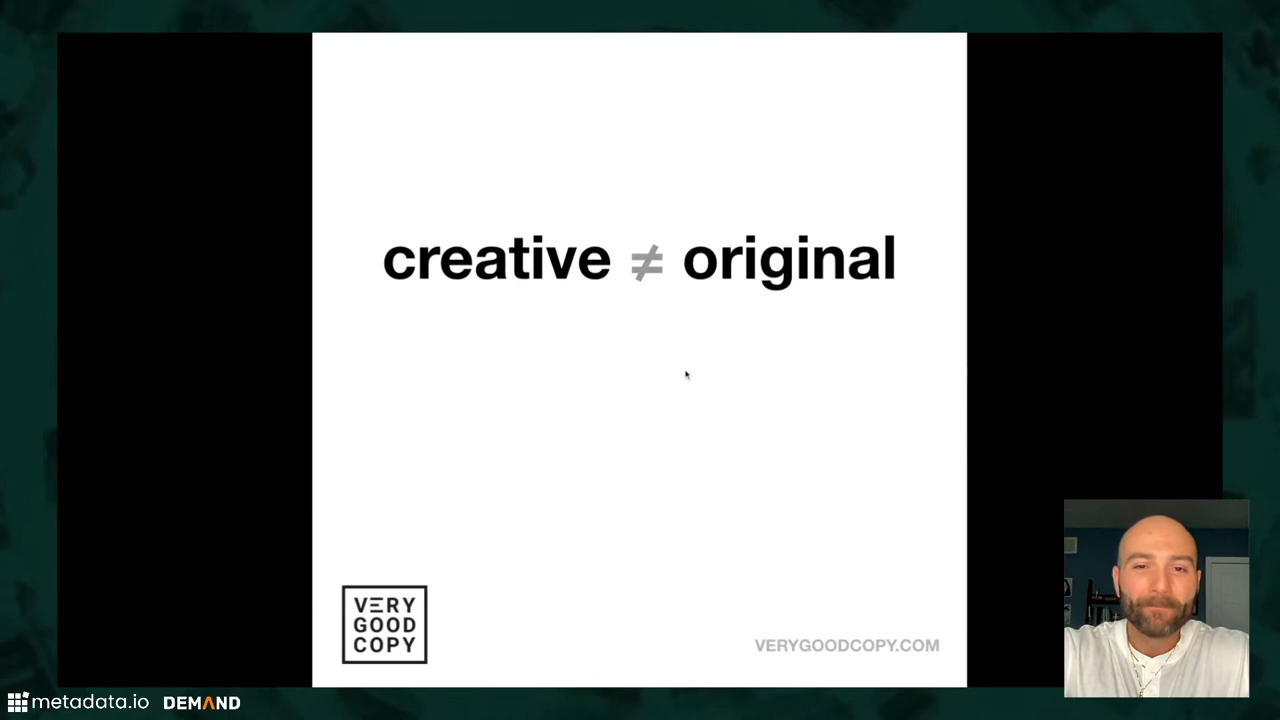 creative ≠ original
VERY
GOOD
COPY
VERYGOODCOPY.COM
metadata.io DEMAND